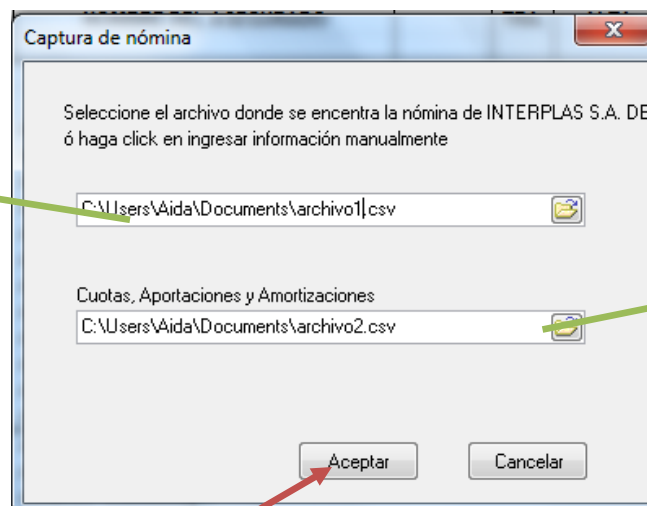 Captura de nómina
Seleccione el archivo donde se encentra la nómina de INTERPLAS S.A. DE
ó haga click en ingresar información manualmente
C:\Users\Aida\Documents\archivo1.csv
Cuotas, Aportaciones y Amortizaciones
C:\Users\Aida\Documents\archivo2.csv
Aceptar
Cancelar